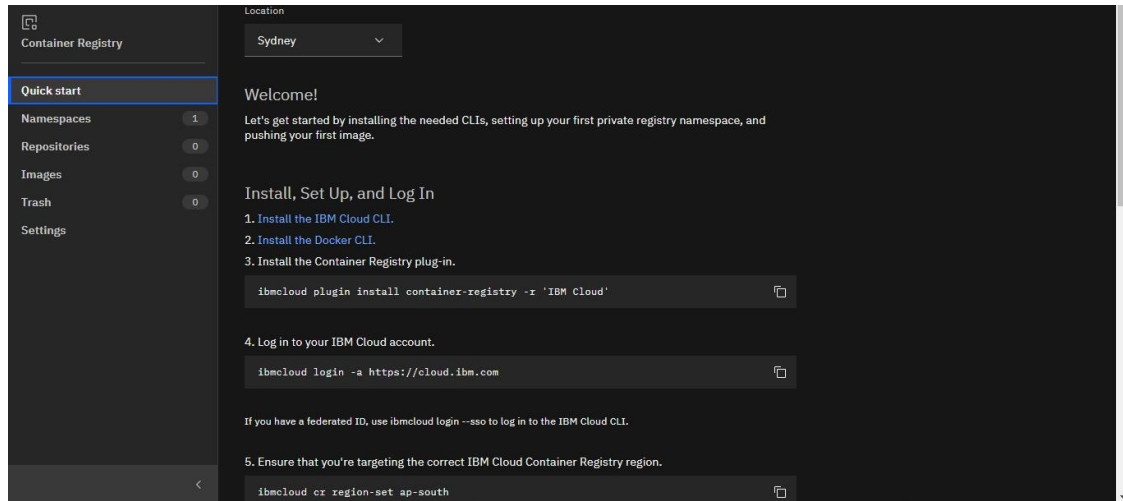 Container Registry
Quick start
Namespaces 1
Repositories 0
Images 0
Trash 0
Settings
Location
Sydney
Welcome!
Let's get started by installing the needed CLIs, setting up your first private registry namespace, and
pushing your first image.
Install, Set Up, and Log In
1. Install the IBM Cloud CLI.
2. Install the Docker CLI.
3. Install the Container Registry plug-in.
ibmcloud plugin install container-registry -r 'IBM Cloud'
4. Log in to your IBM Cloud account.
ibmcloud login -a https://cloud.ibm.com
If you have a federated ID, use ibmcloud login --sso to log in to the IBM Cloud CLI.
5. Ensure that you're targeting the correct IBM Cloud Container Registry region.
ibmcloud cr region-set ap-south